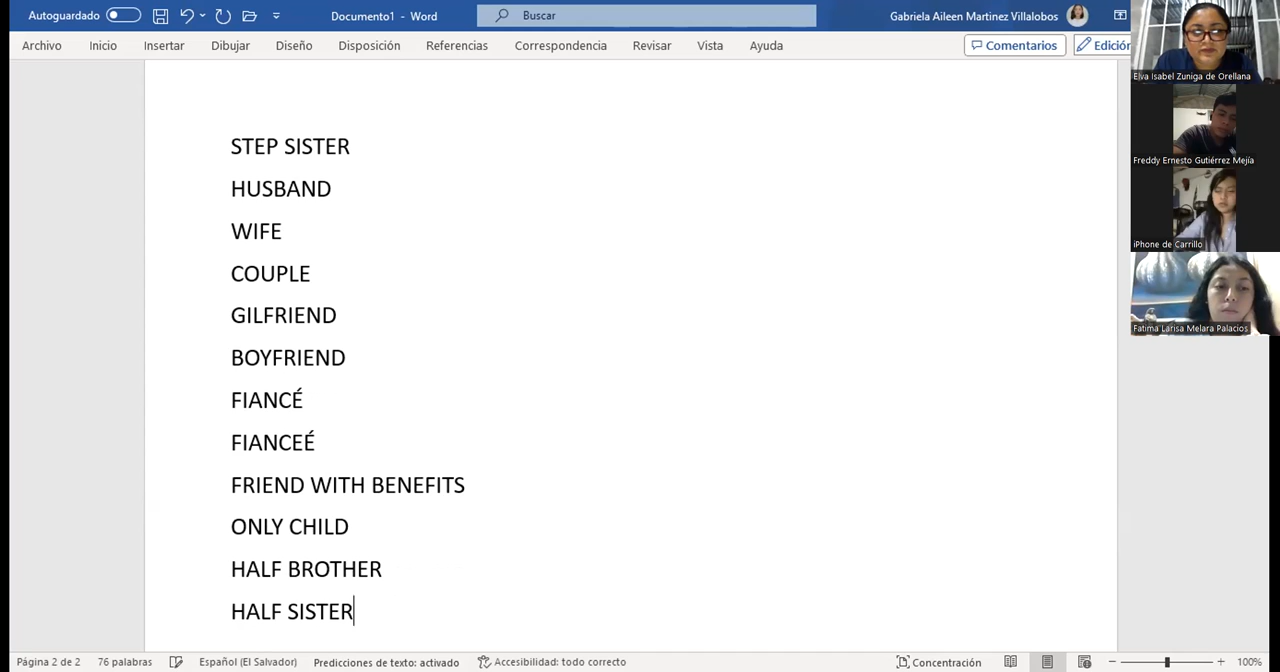 Autoguardado
Documento1 - Word
Buscar
Gabriela Aileen Martinez Villalobos
Archivo Inicio Insertar Dibujar Diseño Disposición Referencias Correspondencia Revisar Vista Ayuda
Comentarios
Edición
STEP SISTER
HUSBAND
WIFE
COUPLE
GILFRIEND
BOYFRIEND
FIANCÉ
FIANCEÉ
FRIEND WITH BENEFITS
ONLY CHILD
HALF BROTHER
HALF SISTER
Elva Isabel Zuniga de Orellana
Freddy Ernesto Gutiérrez Mejía
iPhone de Carrillo
Fatima Larisa Melara Palacios
Página 2 de 2 76 palabras Español (El Salvador) Predicciones de texto: activado Accesibilidad: todo correcto Concentración 100%